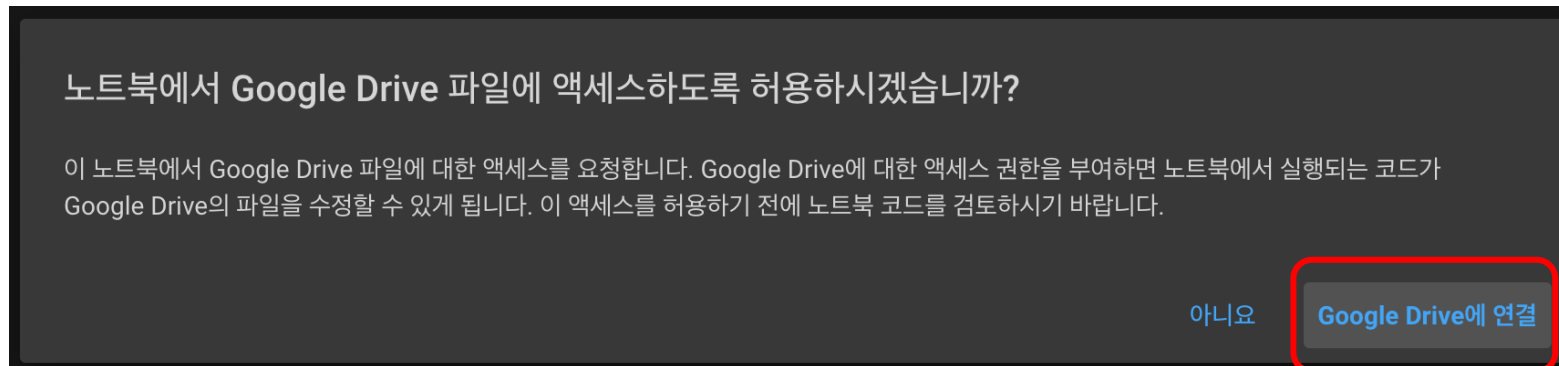 노트북에서 Google Drive 파일에 액세스하도록 허용하시겠습니까?
이 노트북에서 Google Drive 파일에 대한 액세스를 요청합니다. Google Drive에 대한 액세스 권한을 부여하면 노트북에서 실행되는 코드가
Google Drive의 파일을 수정할 수 있게 됩니다. 이 액세스를 허용하기 전에 노트북 코드를 검토하시기 바랍니다.
아니요 Google Drive에 연결